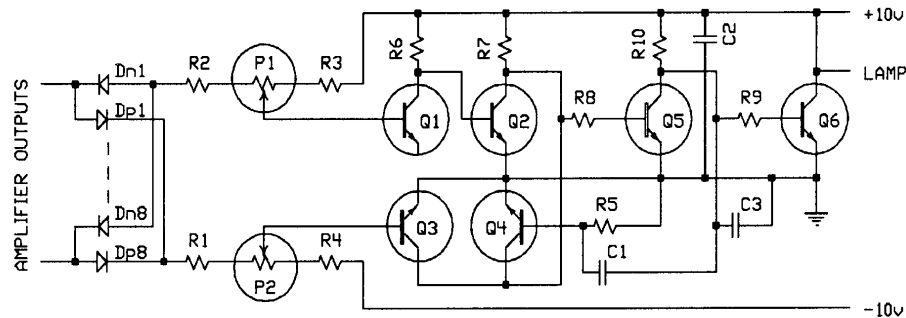 +10v
R6
R7
R10
C2
Dn1
R2
P1
R3
LAMP
Dp1
Q1
Q2
R8
Q5
R9
Q6
AMPLIFIER OUTPUTS
Dn8
Q3
Q4
R5
C3
Dp8
R1
R4
C1
P2
-10v